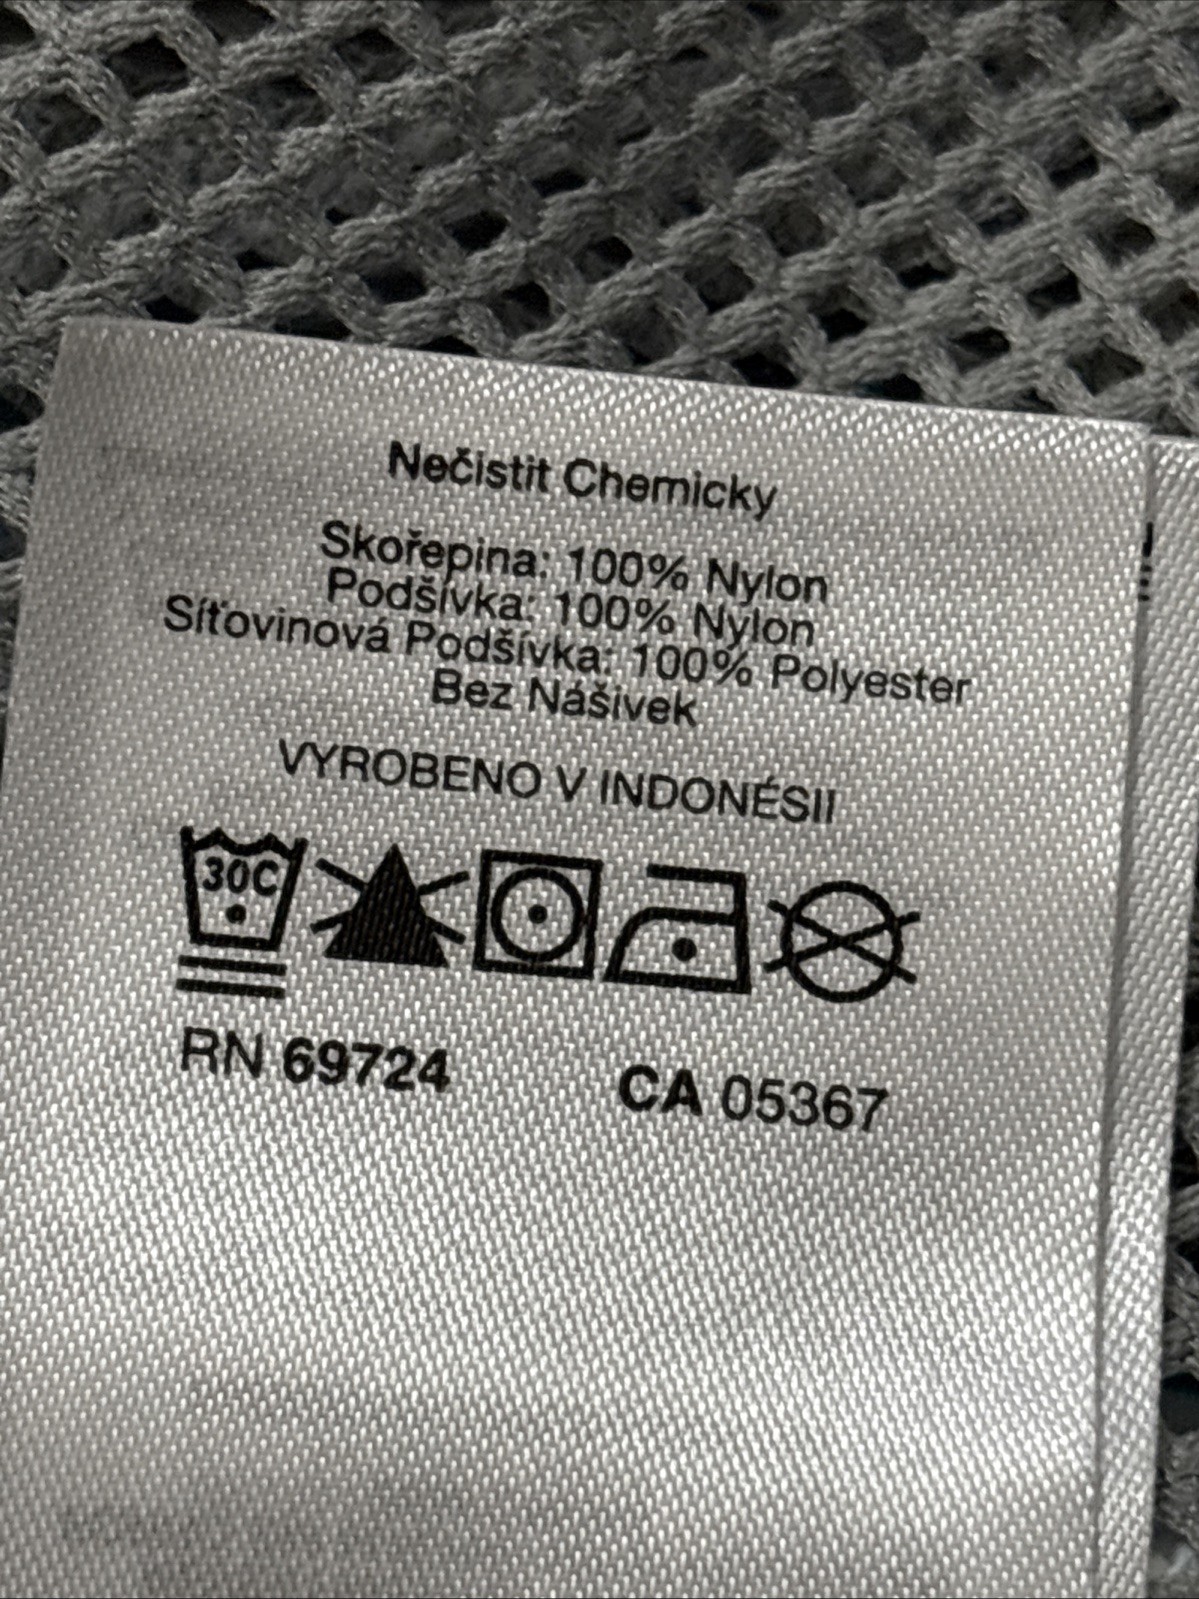 Nečistit Chemicky
Skořepina: 100% Nylon
Podšívka: 100% Nylon
Síťovinová Podšívka: 100% Polyester
Bez Nášivek
VYROBENO V INDONÉSII
30C
RN 69724 CA 05367